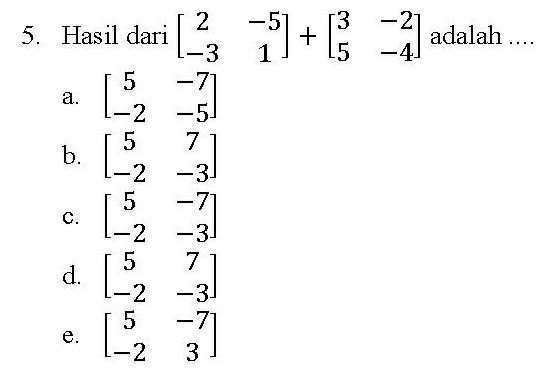 5. Hasil dari [2 −5] + [3 −2] adalah ....
[−3 1] [5 −4]
a. [5 −7]
[−2 −5]
b. [5 7]
[−2 −3]
c. [5 −7]
[−2 −3]
d. [5 7]
[−2 −3]
e. [5 −7]
[−2 3]